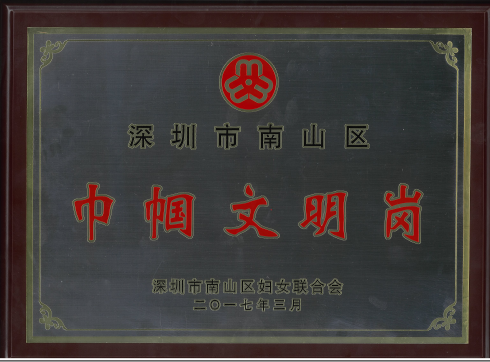 深圳市南山区
巾帼文明岗
深圳市南山区妇女联合会
二〇一七年三月